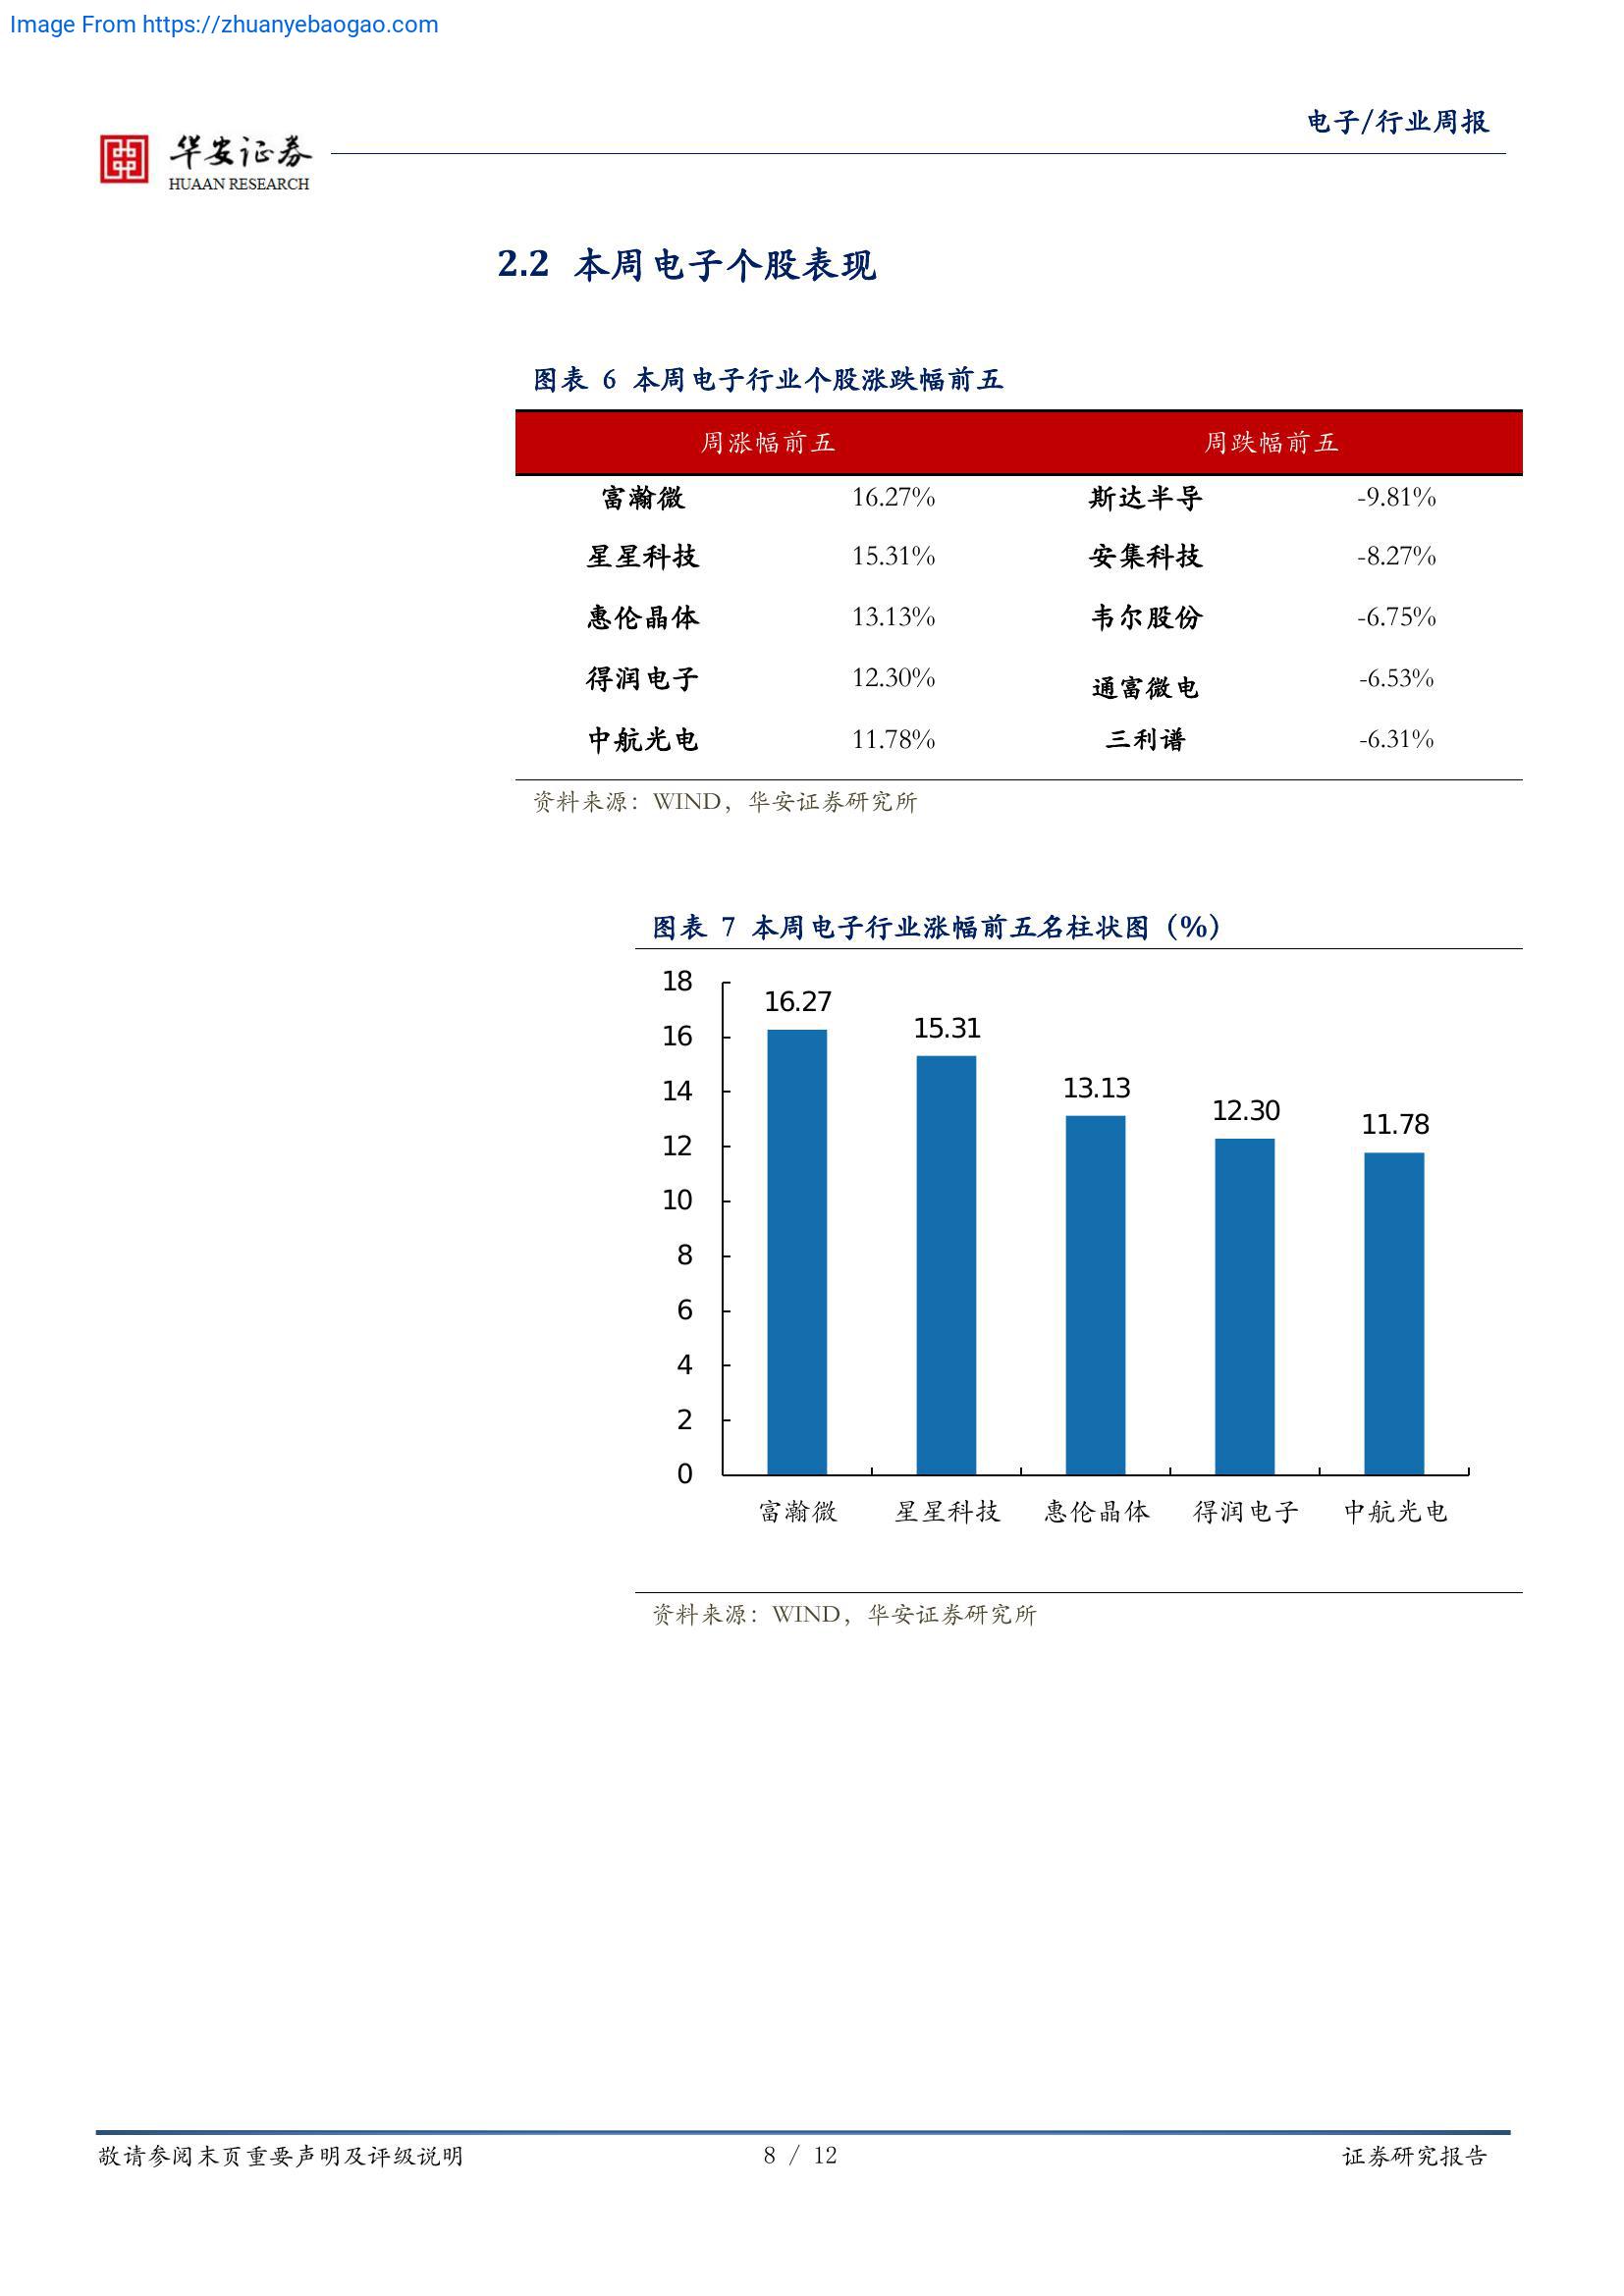 Image From https://zhuanyebaogao.com
电子/行业周报
华安证券
HUAAN RESEARCH
2.2 本周电子个股表现
图表 6 本周电子行业个股涨跌幅前五
周涨幅前五 周跌幅前五
富瀚微 16.27% 斯达半导 -9.81%
星星科技 15.31% 安集科技 -8.27%
惠伦晶体 13.13% 韦尔股份 -6.75%
得润电子 12.30% 通富微电 -6.53%
中航光电 11.78% 三利谱 -6.31%
资料来源：WIND，华安证券研究所
图表 7 本周电子行业涨幅前五名柱状图（%）
18
16
14
12
10
8
6
4
2
0
16.27
15.31
13.13
12.30
11.78
富瀚微 星星科技 惠伦晶体 得润电子 中航光电
资料来源：WIND，华安证券研究所
敬请参阅末页重要声明及评级说明 8 / 12 证券研究报告